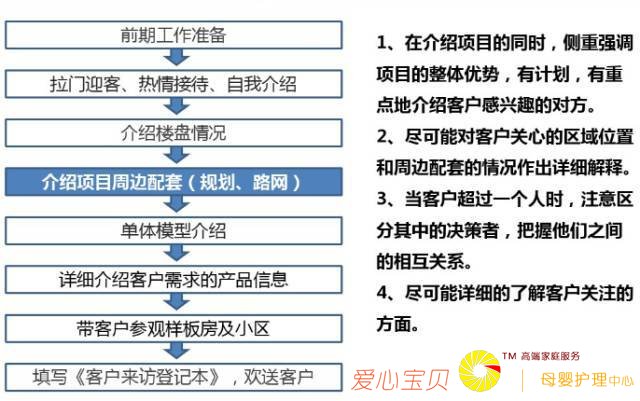 前期工作准备
拉门迎客、热情接待、自我介绍
介绍楼盘情况
介绍项目周边配套（规划、路网）
单体模型介绍
详细介绍客户需求的产品信息
带客户参观样板房及小区
填写《客户来访登记本》，欢送客户
1、在介绍项目的同时，侧重强调
项目的整体优势，有计划，有重
点地介绍客户感兴趣的对方。
2、尽可能对客户关心的区域位置
和周边配套的情况作出详细解释。
3、当客户超过一个人时，注意区
分其中的决策者，把握他们之间
的相互关系。
4、尽可能详细的了解客户关注的
方面。
爱心宝贝
TM 高端家庭服务
母婴护理中心